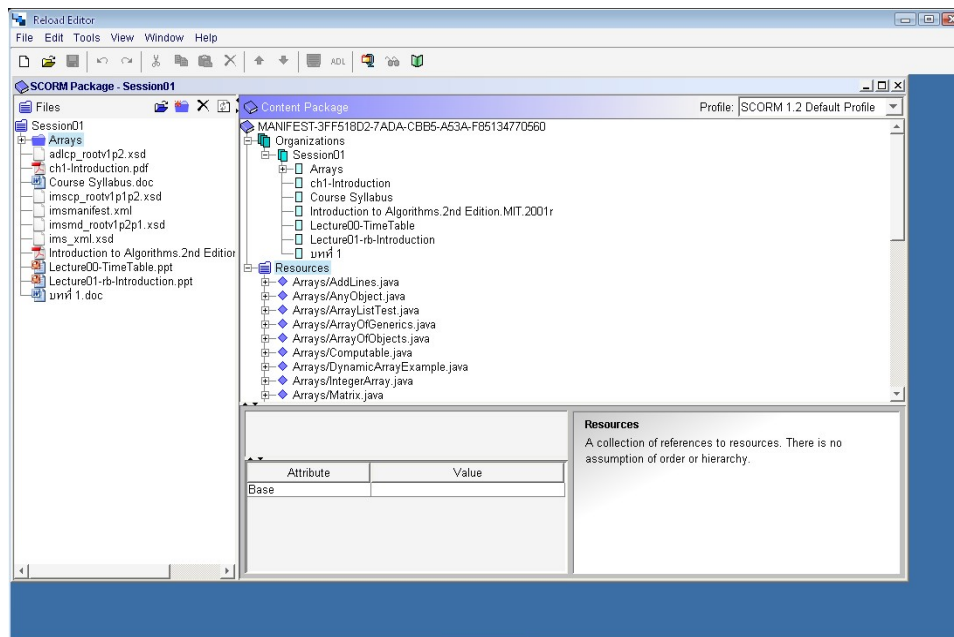 Reload Editor
File Edit Tools View Window Help
ADL
SCORM Package - Session01
Files
Session01
Arrays
adlcp_rootv1p2.xsd
ch1-Introduction.pdf
Course Syllabus.doc
imscp_rootv1p1p2.xsd
imsmanifest.xml
imsmd_rootv1p2p1.xsd
ims_xml.xsd
Introduction to Algorithms.2nd Edition
Lecture00-TimeTable.ppt
Lecture01-rb-Introduction.ppt
บทที่ 1.doc
Content Package
Profile: SCORM 1.2 Default Profile
MANIFEST-3FF518D2-7ADA-CBB5-A53A-F85134770560
Organizations
Session01
Arrays
ch1-Introduction
Course Syllabus
Introduction to Algorithms.2nd Edition.MIT.2001r
Lecture00-TimeTable
Lecture01-rb-Introduction
บทที่ 1
Resources
Arrays/AddLines.java
Arrays/AnyObject.java
Arrays/ArrayListTest.java
Arrays/ArrayOfGenerics.java
Arrays/ArrayOfObjects.java
Arrays/Computable.java
Arrays/DynamicArrayExample.java
Arrays/IntegerArray.java
Arrays/Matrix.java
Attribute Value
Base
Resources
A collection of references to resources. There is no
assumption of order or hierarchy.